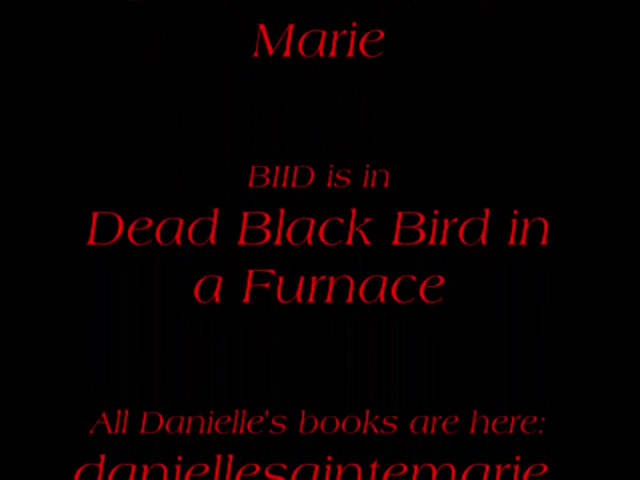 Marie
BIID is in
Dead Black Bird in
a Furnace
All Danielle's books are here:
daniellesaintemarie